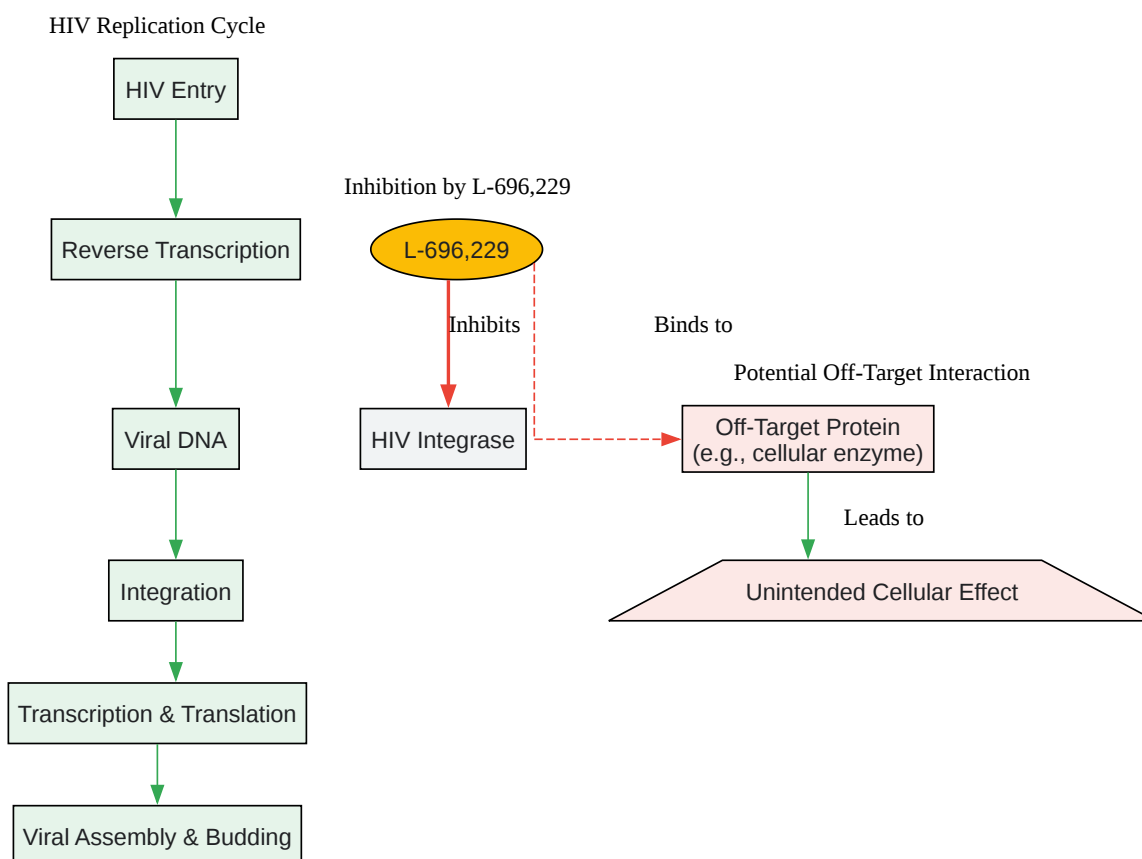 HIV Replication Cycle
HIV Entry
Reverse Transcription
Viral DNA
Integration
Transcription & Translation
Viral Assembly & Budding
Inhibition by L-696,229
L-696,229
Inhibits
HIV Integrase
Binds to
Potential Off-Target Interaction
Off-Target Protein
(e.g., cellular enzyme)
Leads to
Unintended Cellular Effect